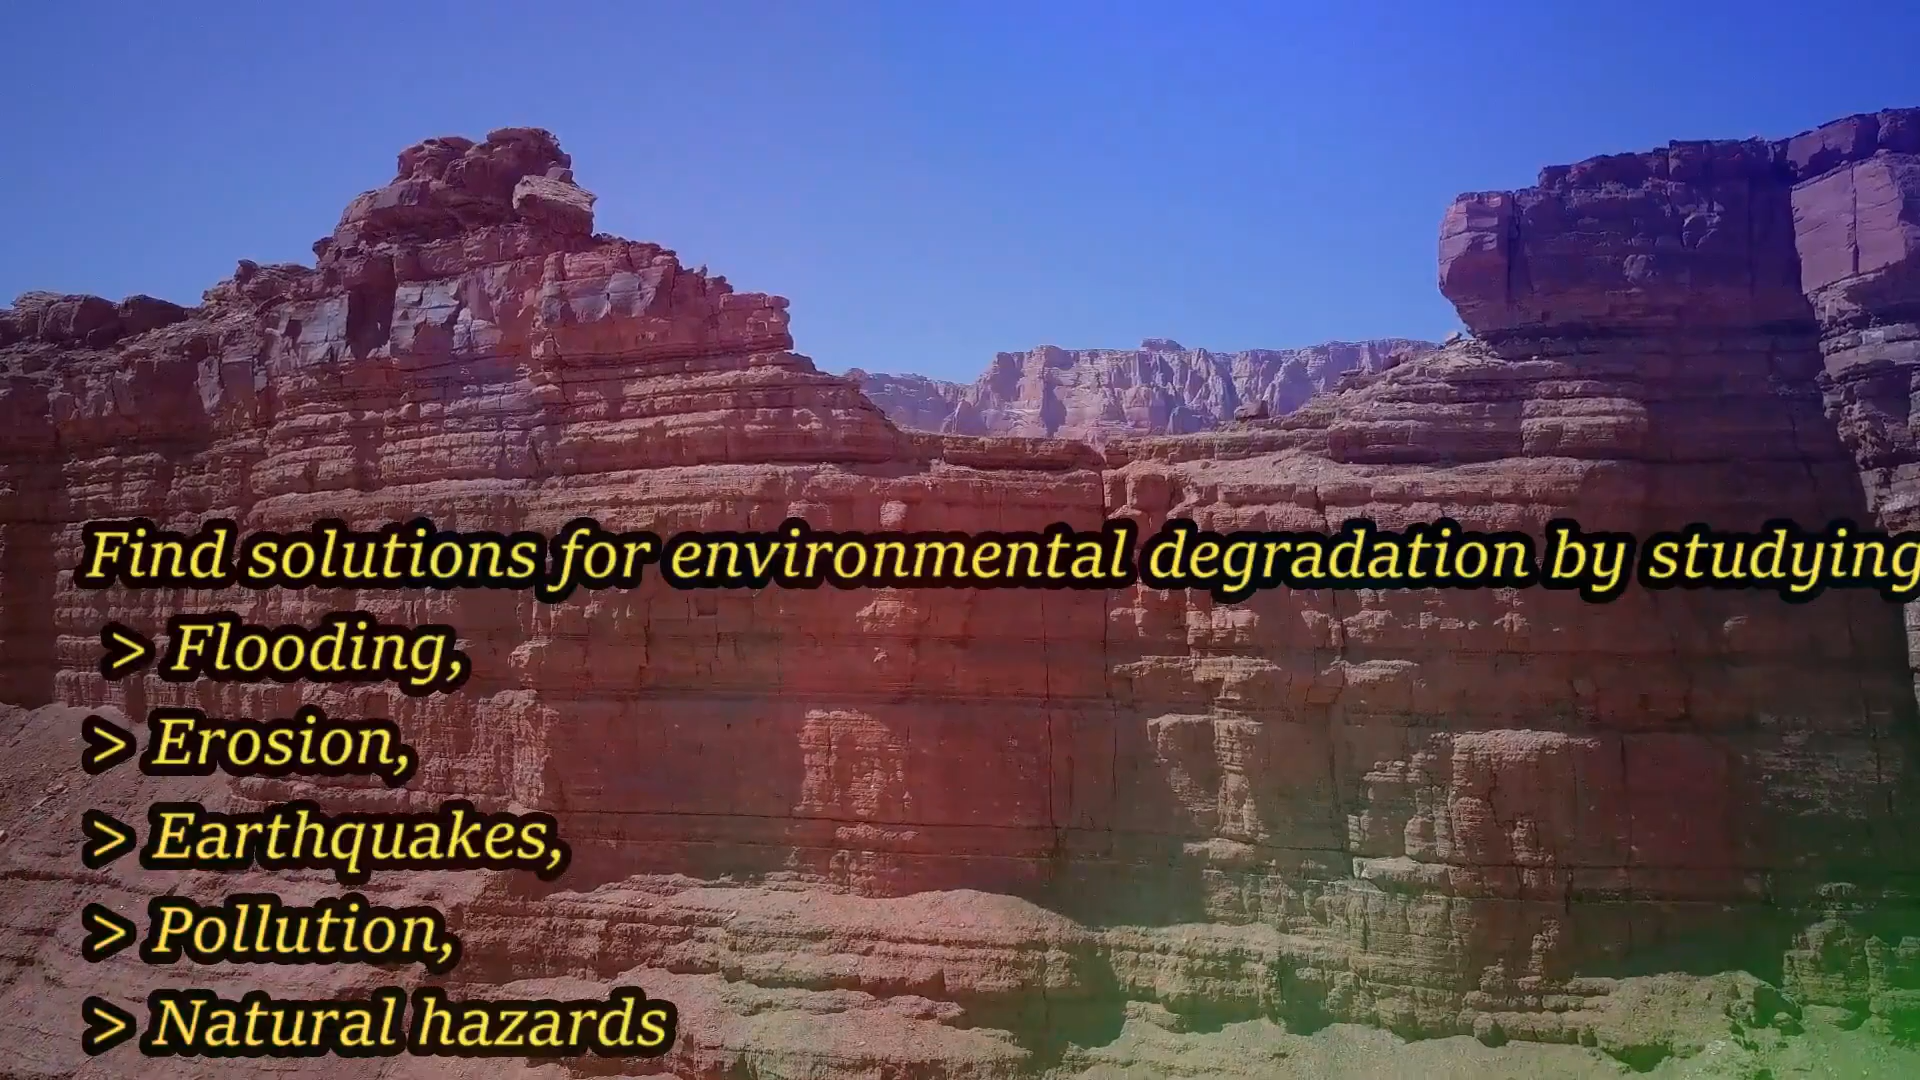 Find solutions for environmental degradation by studying
> Flooding,
> Erosion,
> Earthquakes,
> Pollution,
> Natural hazards